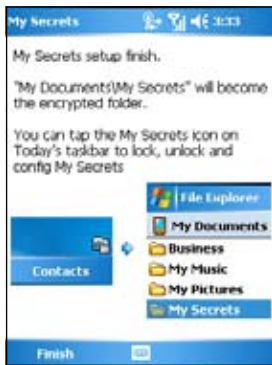 My Secrets 3:33
My Secrets setup finish.
"My Documents\My Secrets" will become
the encrypted folder.
You can tap the My Secrets icon on
Today's taskbar to lock, unlock and
config My Secrets
File Explorer
My Documents
Business
My Music
My Pictures
My Secrets
Contacts
Finish